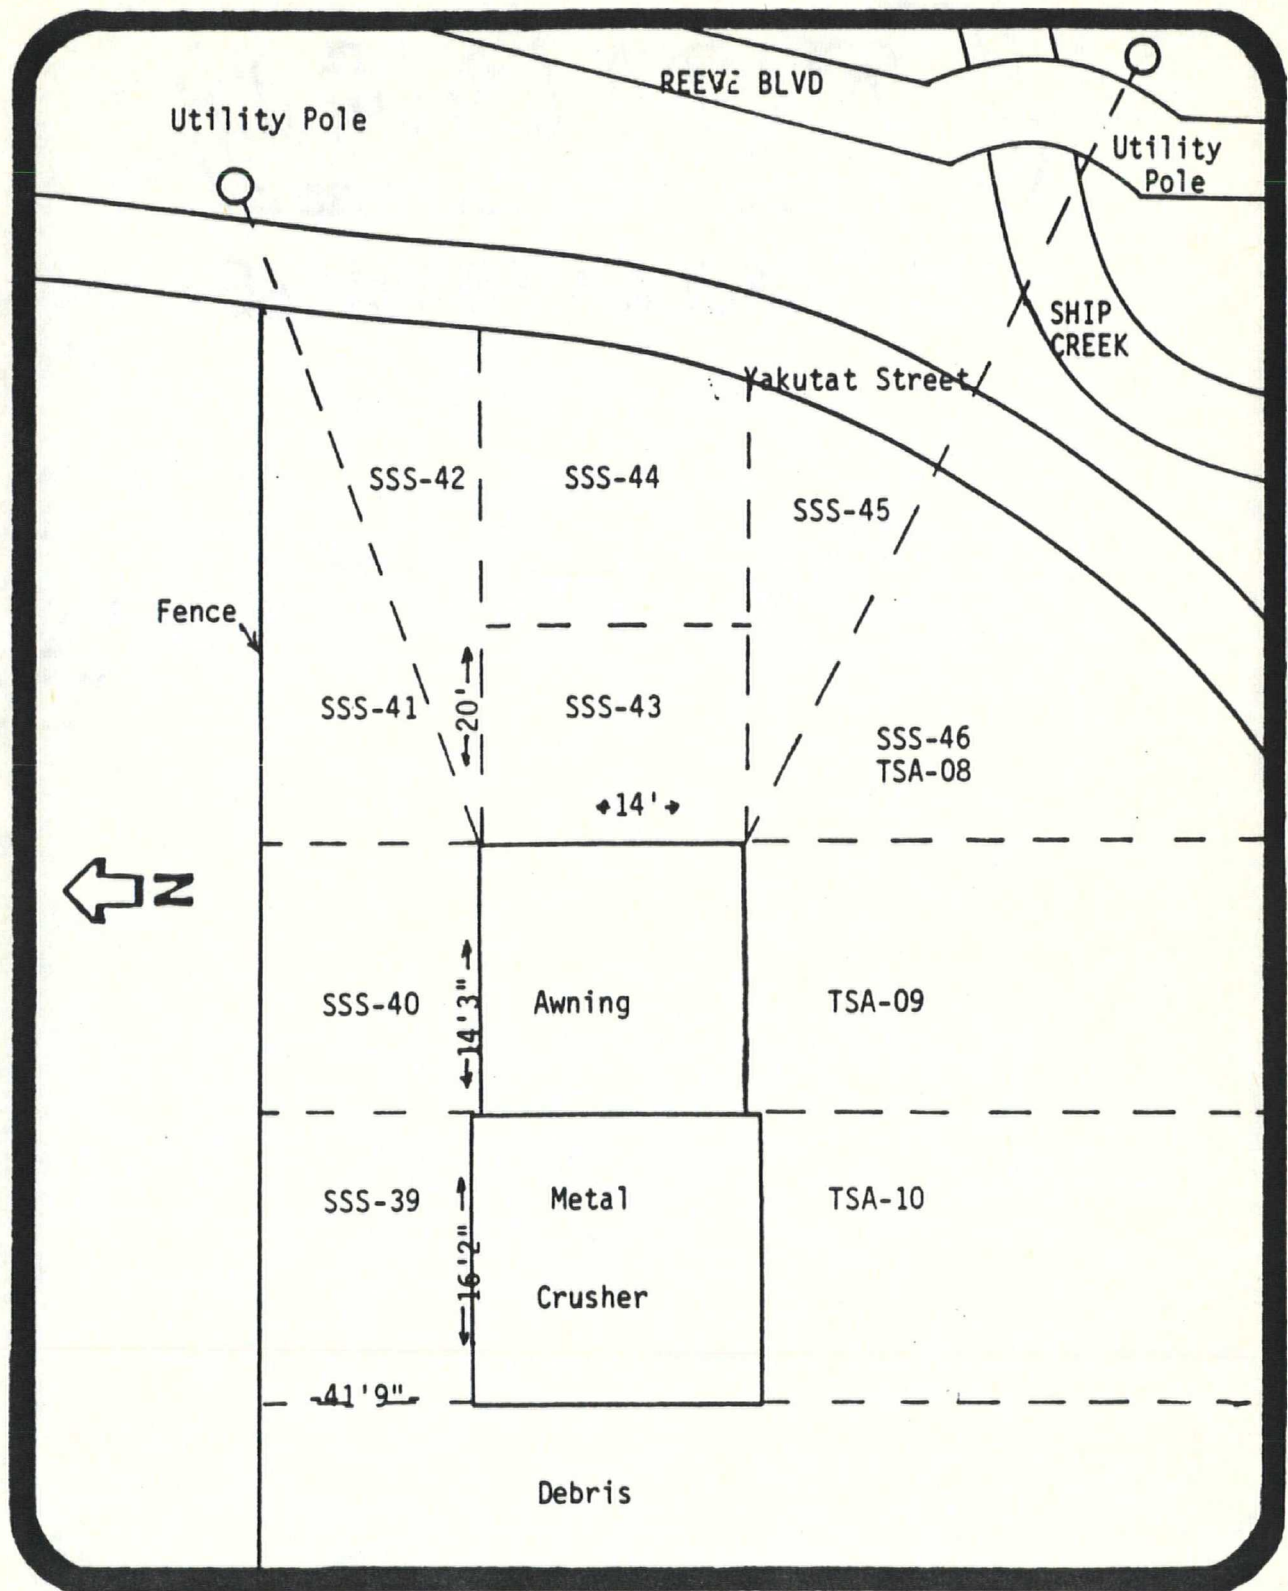 REEVE BLVD
Utility Pole
Utility
Pole
SHIP
CREEK
Yakutat Street
SSS-42
SSS-44
SSS-45
Fence
SSS-41
20'
SSS-43
SSS-46
TSA-08
14'
N
SSS-40
14'3"
Awning
TSA-09
SSS-39
16'2"
Metal
TSA-10
Crusher
41'9"
Debris